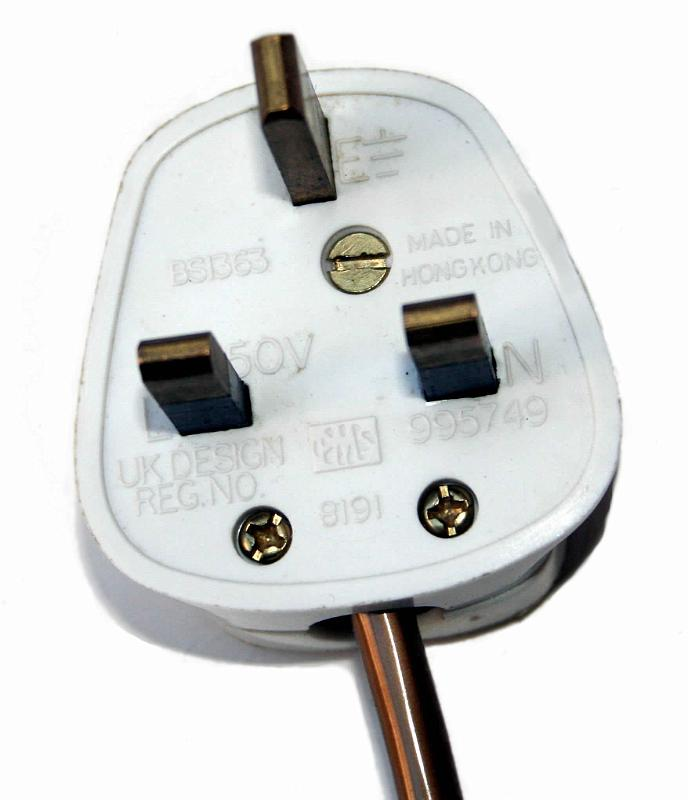 BS1363
MADE IN
HONG KONG
50V
N
L
UK DESIGN
REG.NO.
995749
8191